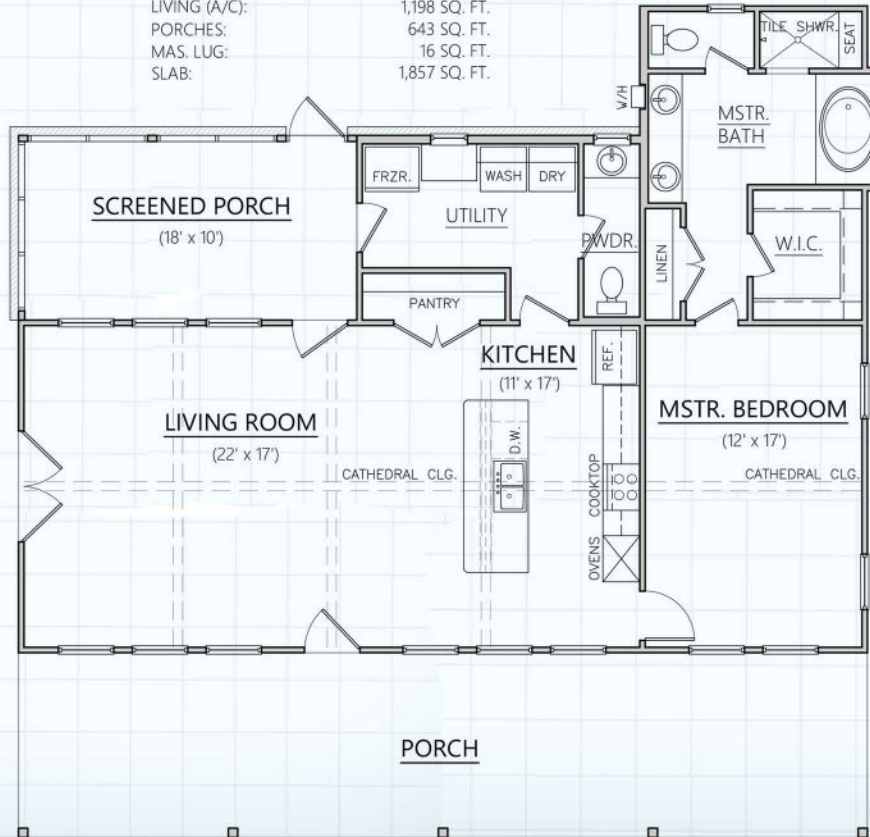 LIVING (A/C): 1,198 SQ. FT.
PORCHES: 643 SQ. FT.
MAS. LUG: 16 SQ. FT.
SLAB: 1,857 SQ. FT.
TILE SHWR.
SEAT
W/H
MSTR.
BATH
FRZR.
WASH
DRY
SCREENED PORCH
(18' x 10')
UTILITY
PWDR.
LINEN
W.I.C.
PANTRY
KITCHEN
(11' x 17')
REF.
LIVING ROOM
(22' x 17')
MSTR. BEDROOM
(12' x 17')
D.W.
CATHEDRAL CLG.
COOKTOP
CATHEDRAL CLG.
OVENS
PORCH